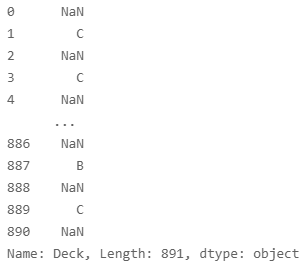 0      NaN
1        C
2      NaN
3        C
4      NaN
      ...
886    NaN
887      B
888    NaN
889      C
890    NaN
Name: Deck, Length: 891, dtype: object